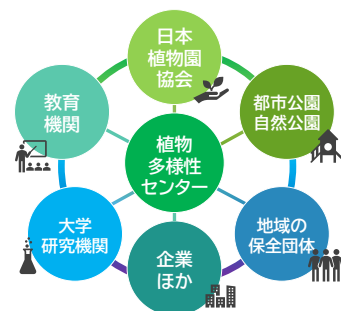 日本
植物園
協会
教育
機関
都市公園
自然公園
植物
多様性
センター
大学
研究機関
地域の
保全団体
企業
ほか